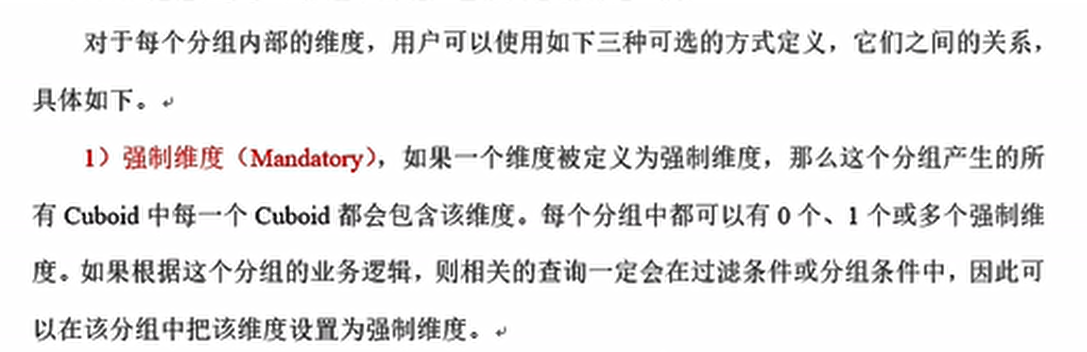 对于每个分组内部的维度，用户可以使用如下三种可选的方式定义，它们之间的关系，
具体如下。
1）强制维度（Mandatory），如果一个维度被定义为强制维度，那么这个分组产生的所
有 Cuboid 中每一个 Cuboid 都会包含该维度。每个分组中都可以有 0 个、1 个或多个强制维
度。如果根据这个分组的业务逻辑，则相关的查询一定会在过滤条件或分组条件中，因此可
以在该分组中把该维度设置为强制维度。